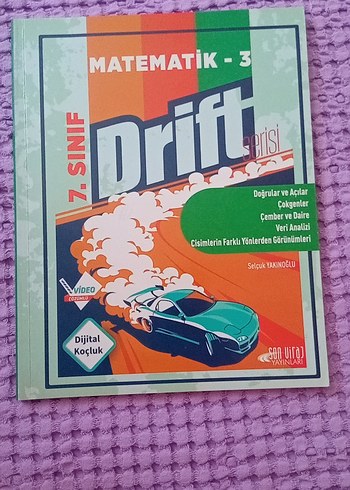 MATEMATİK - 3
7. SINIF
Drift
serisi
Doğrular ve Açılar
Çokgenler
Çember ve Daire
Veri Analizi
Cisimlerin Farklı Yönlerden Görünümleri
Selçuk YAKINOĞLU
VİDEO
ÇÖZÜMLÜ
Dijital
Koçluk
son viraj
YAYINLARI